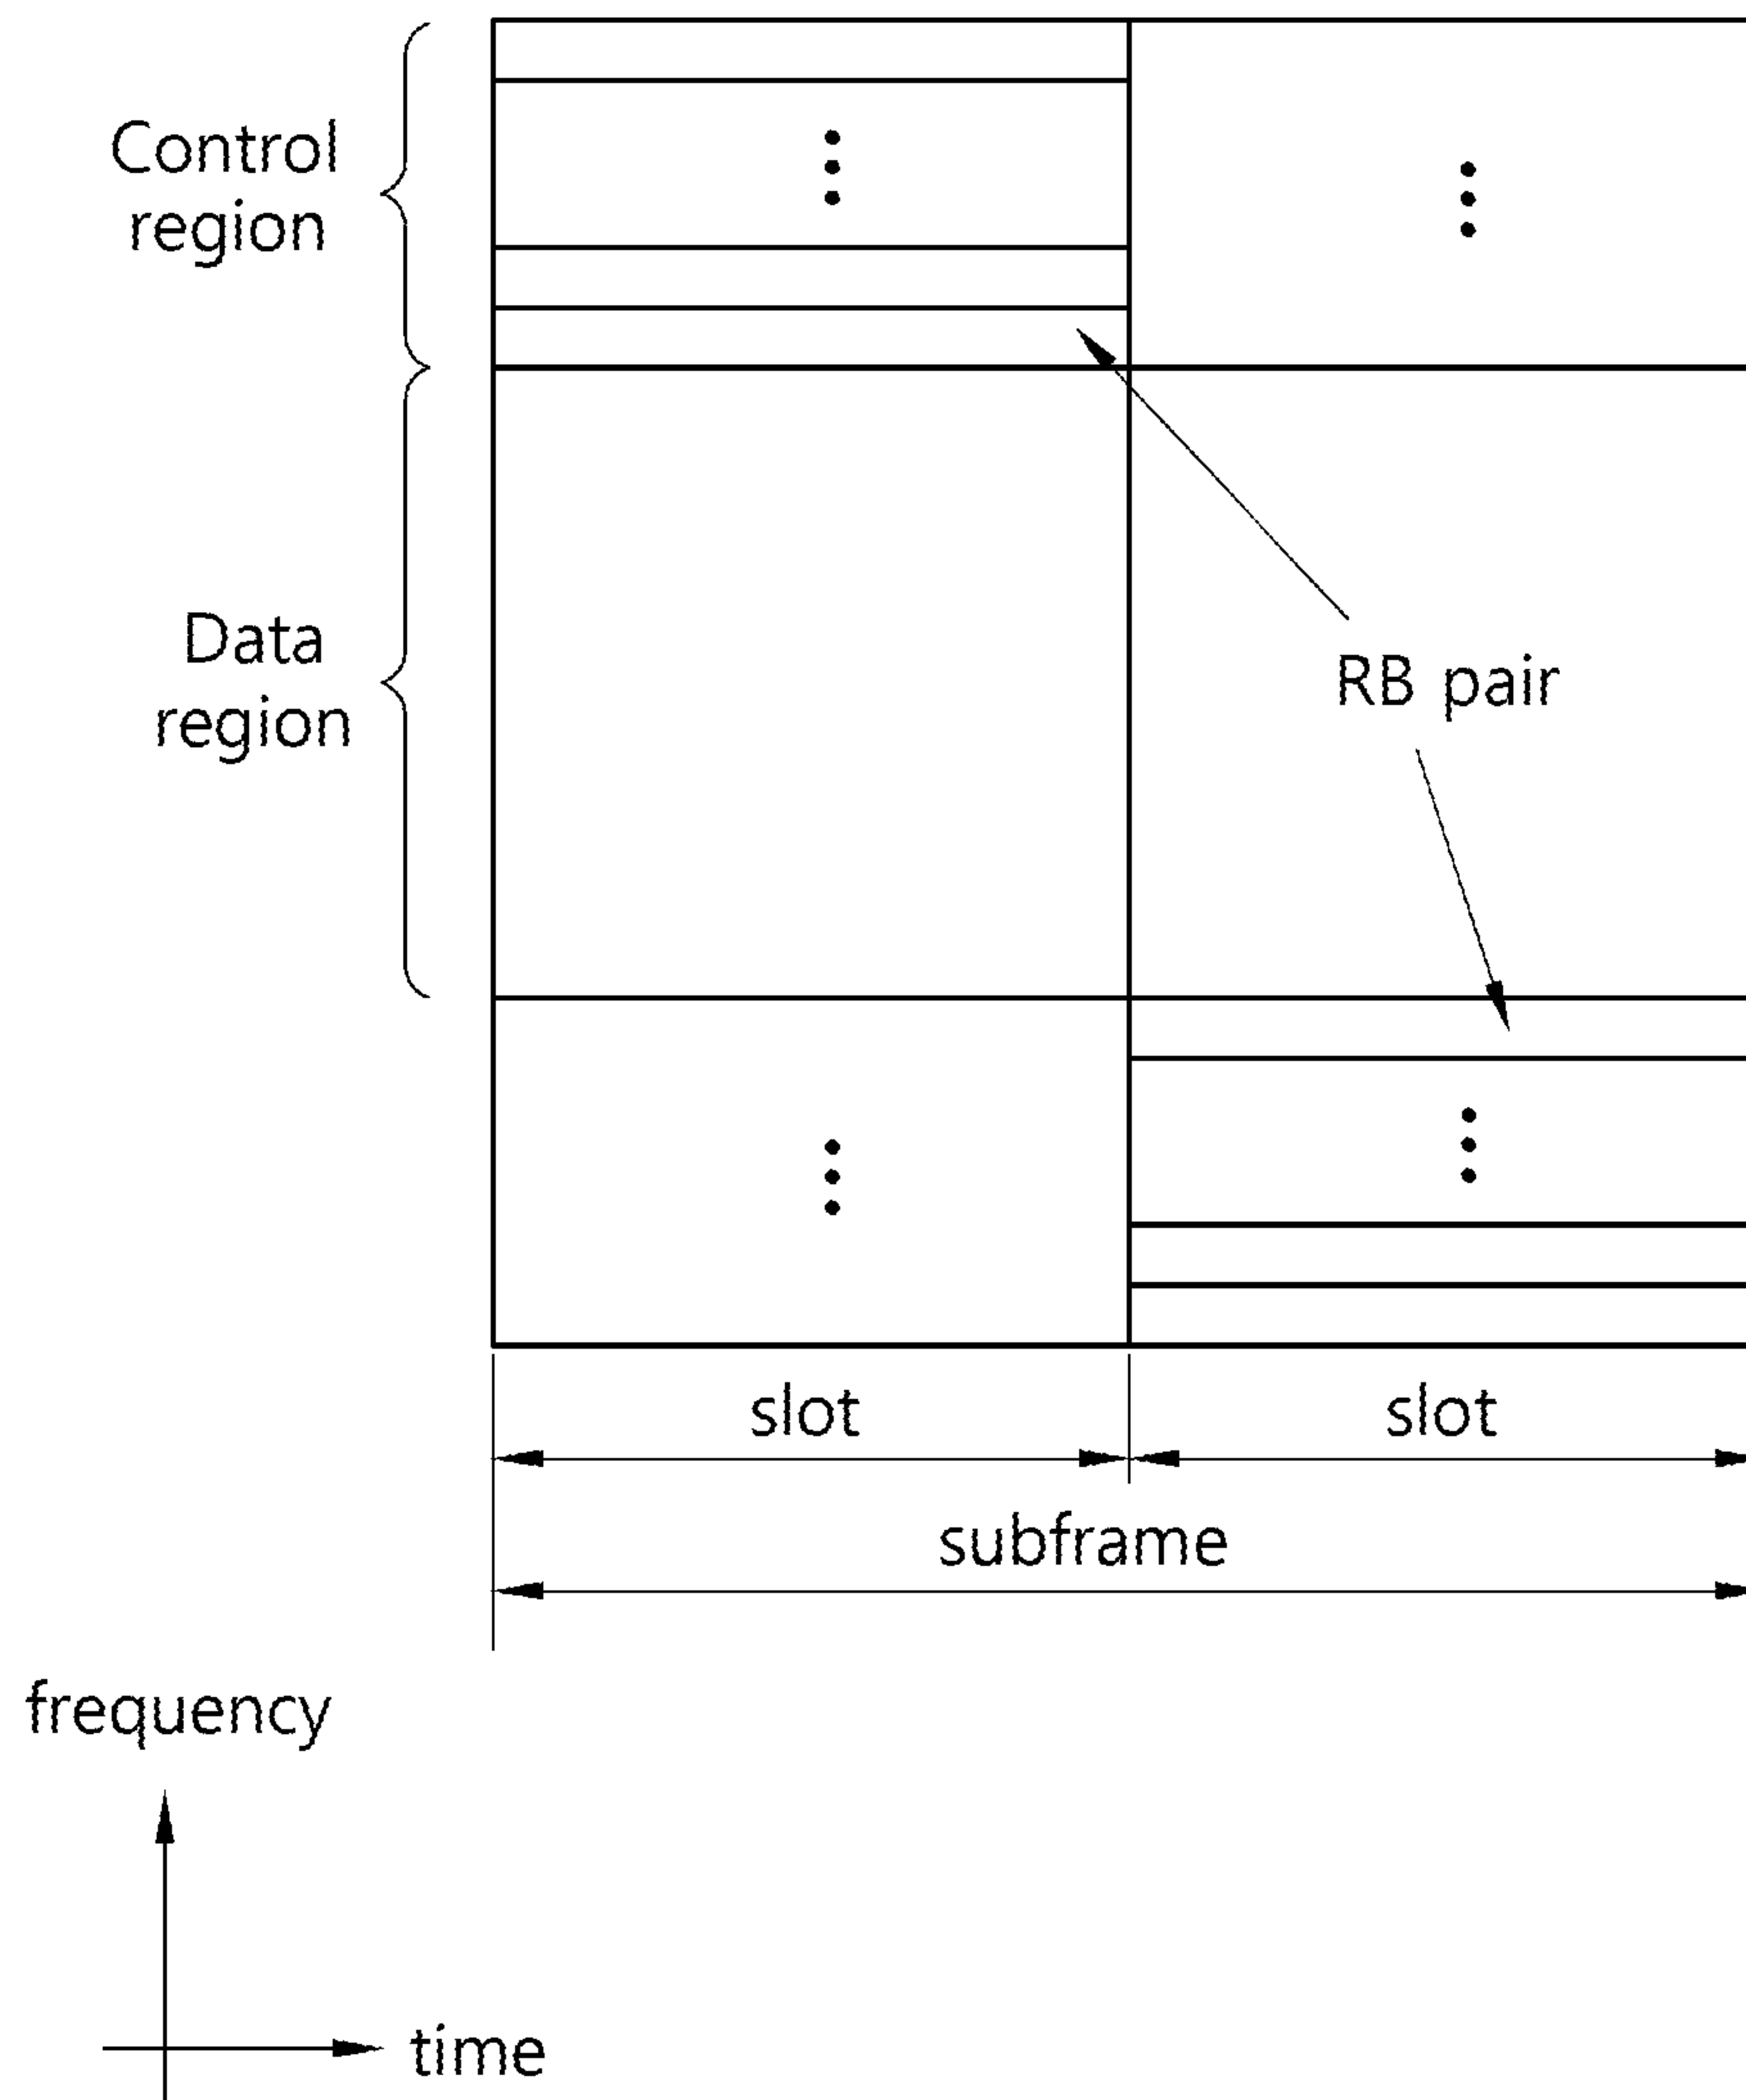 Control
region
Data
region
RB pair
slot
slot
subframe
frequency
time